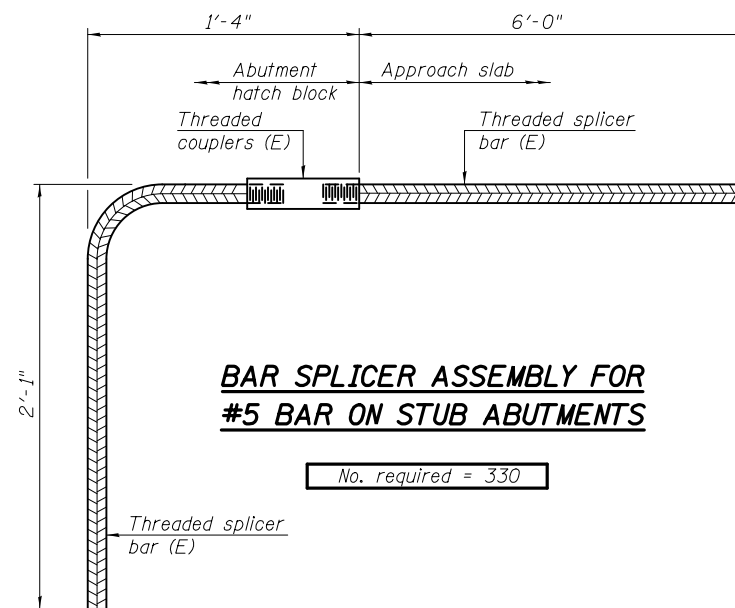 1'-4"
6'-0"
Abutment
hatch block
Approach slab
Threaded
couplers (E)
Threaded splicer
bar (E)
2'-1"
BAR SPLICER ASSEMBLY FOR
#5 BAR ON STUB ABUTMENTS
No. required = 330
Threaded splicer
bar (E)